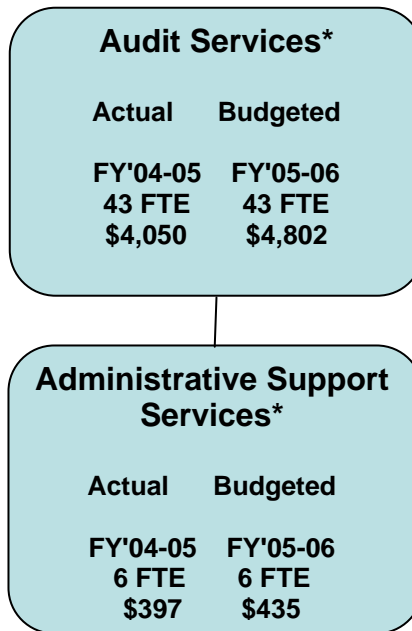 Audit Services*
Actual Budgeted
FY'04-05 FY'05-06
43 FTE 43 FTE
$4,050 $4,802
Administrative Support
Services*
Actual Budgeted
FY'04-05 FY'05-06
6 FTE 6 FTE
$397 $435